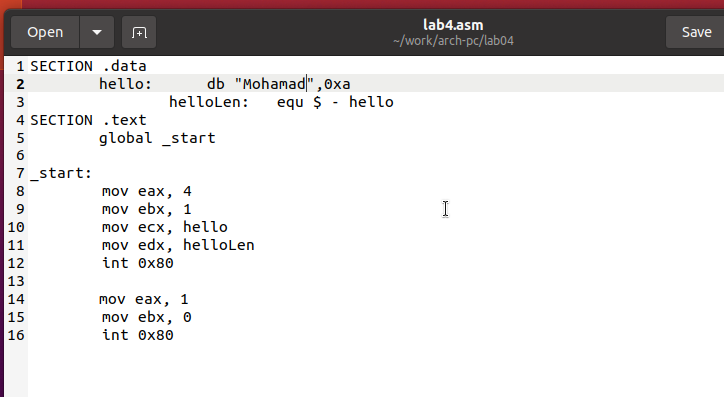 Open
lab4.asm
~/work/arch-pc/lab04
Save
1 SECTION .data
2 hello: db "Mohamad",0xa
3 helloLen: equ $ - hello
4 SECTION .text
5 global _start
6
7 _start:
8 mov eax, 4
9 mov ebx, 1
10 mov ecx, hello
11 mov edx, helloLen
12 int 0x80
13
14 mov eax, 1
15 mov ebx, 0
16 int 0x80